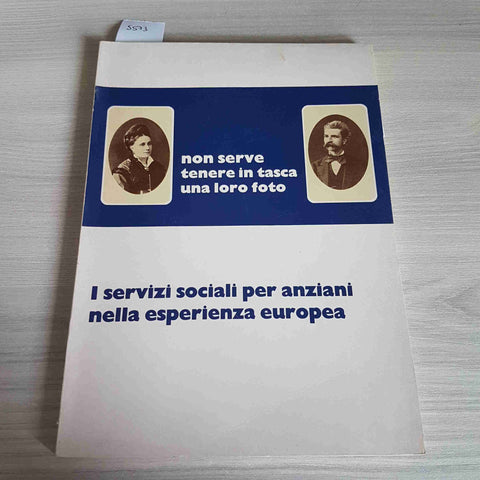 5573
non serve
tenere in tasca
una loro foto
I servizi sociali per anziani
nella esperienza europea